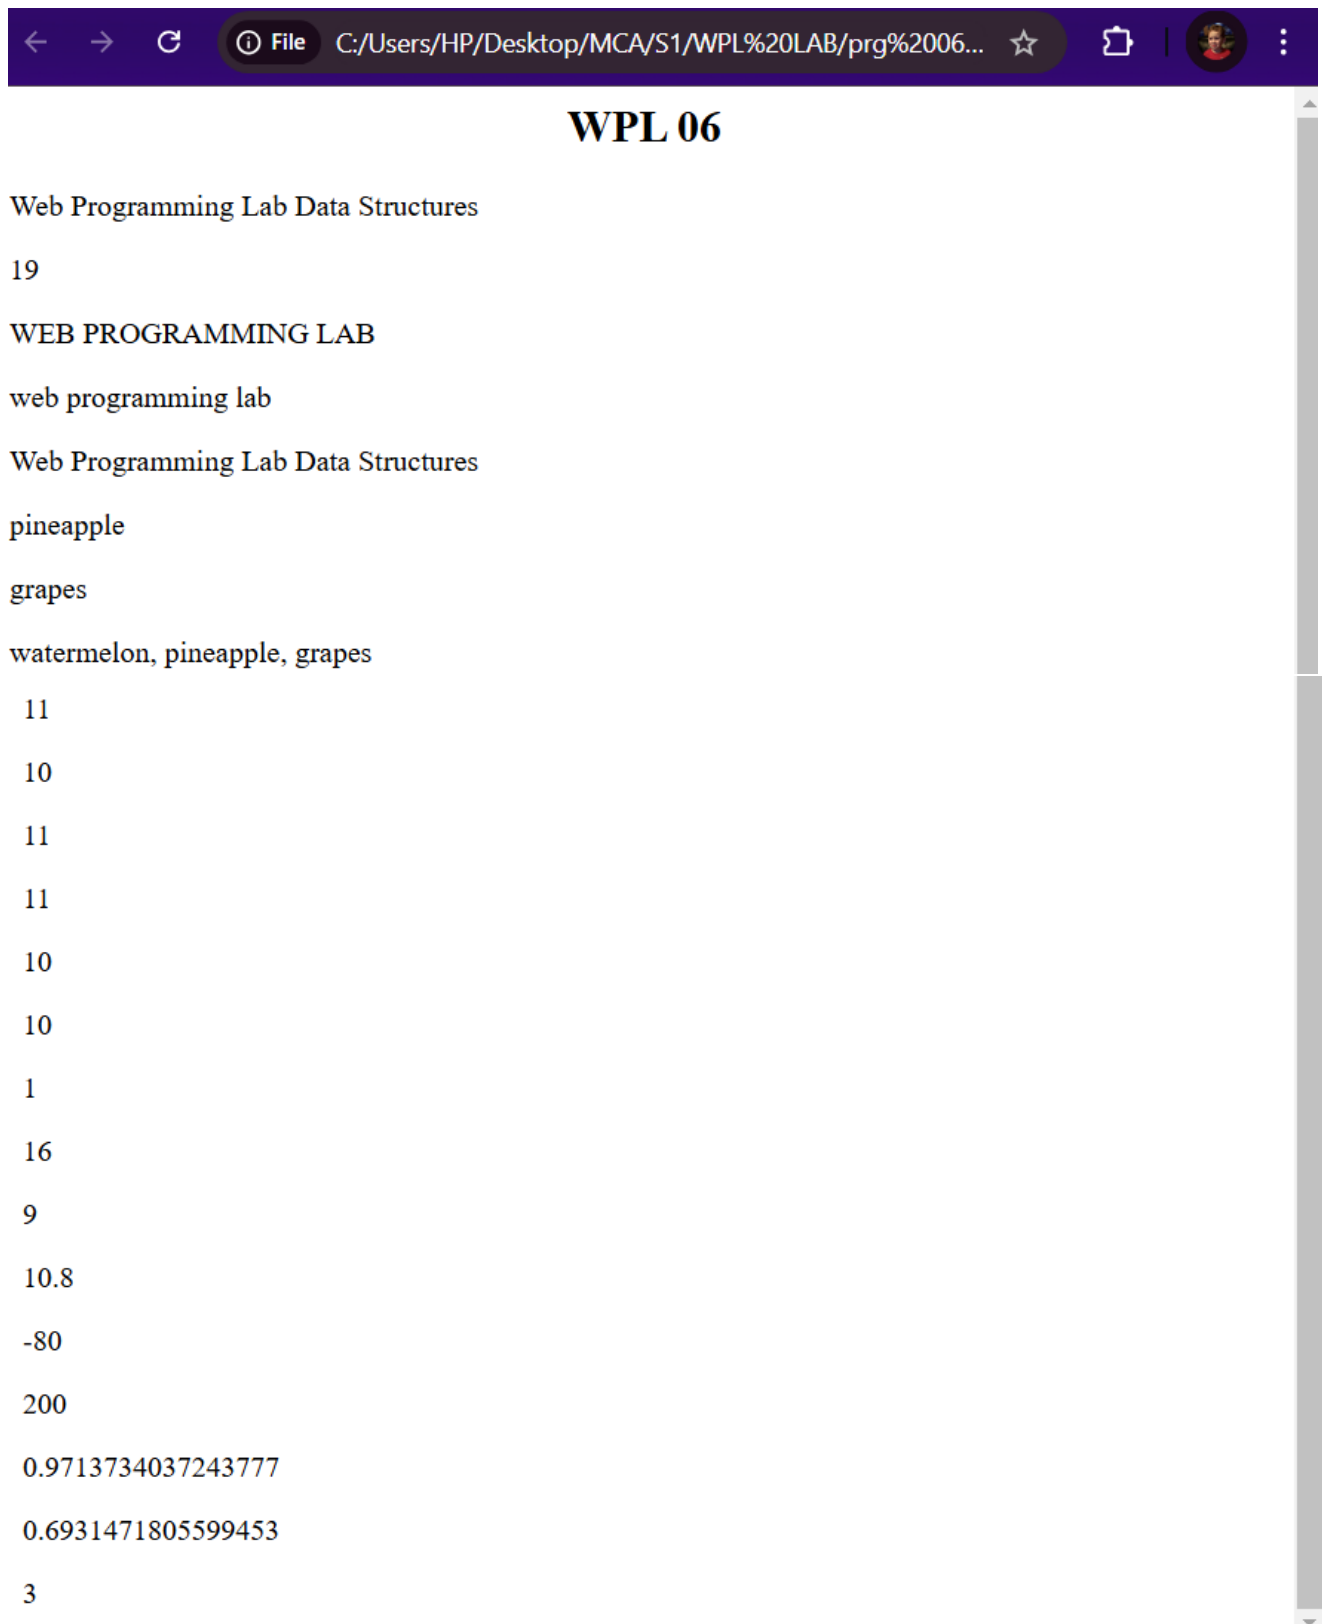 File C:/Users/HP/Desktop/MCA/S1/WPL%20LAB/prg%2006...
WPL 06
Web Programming Lab Data Structures
19
WEB PROGRAMMING LAB
web programming lab
Web Programming Lab Data Structures
pineapple
grapes
watermelon, pineapple, grapes
11
10
11
11
10
10
1
16
9
10.8
-80
200
0.9713734037243777
0.6931471805599453
3